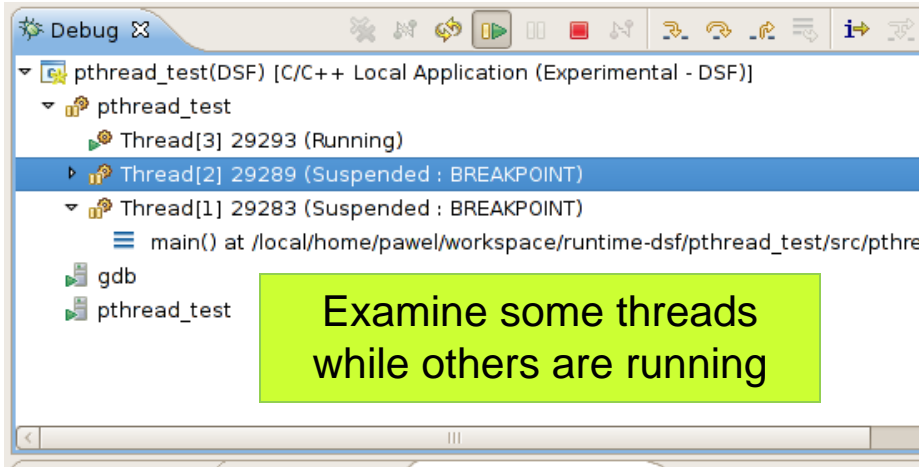 Debug
pthread_test(DSF) [C/C++ Local Application (Experimental - DSF)]
pthread_test
Thread[3] 29293 (Running)
Thread[2] 29289 (Suspended : BREAKPOINT)
Thread[1] 29283 (Suspended : BREAKPOINT)
main() at /local/home/pawel/workspace/runtime-dsf/pthread_test/src/pthre
gdb
pthread_test
Examine some threads
while others are running